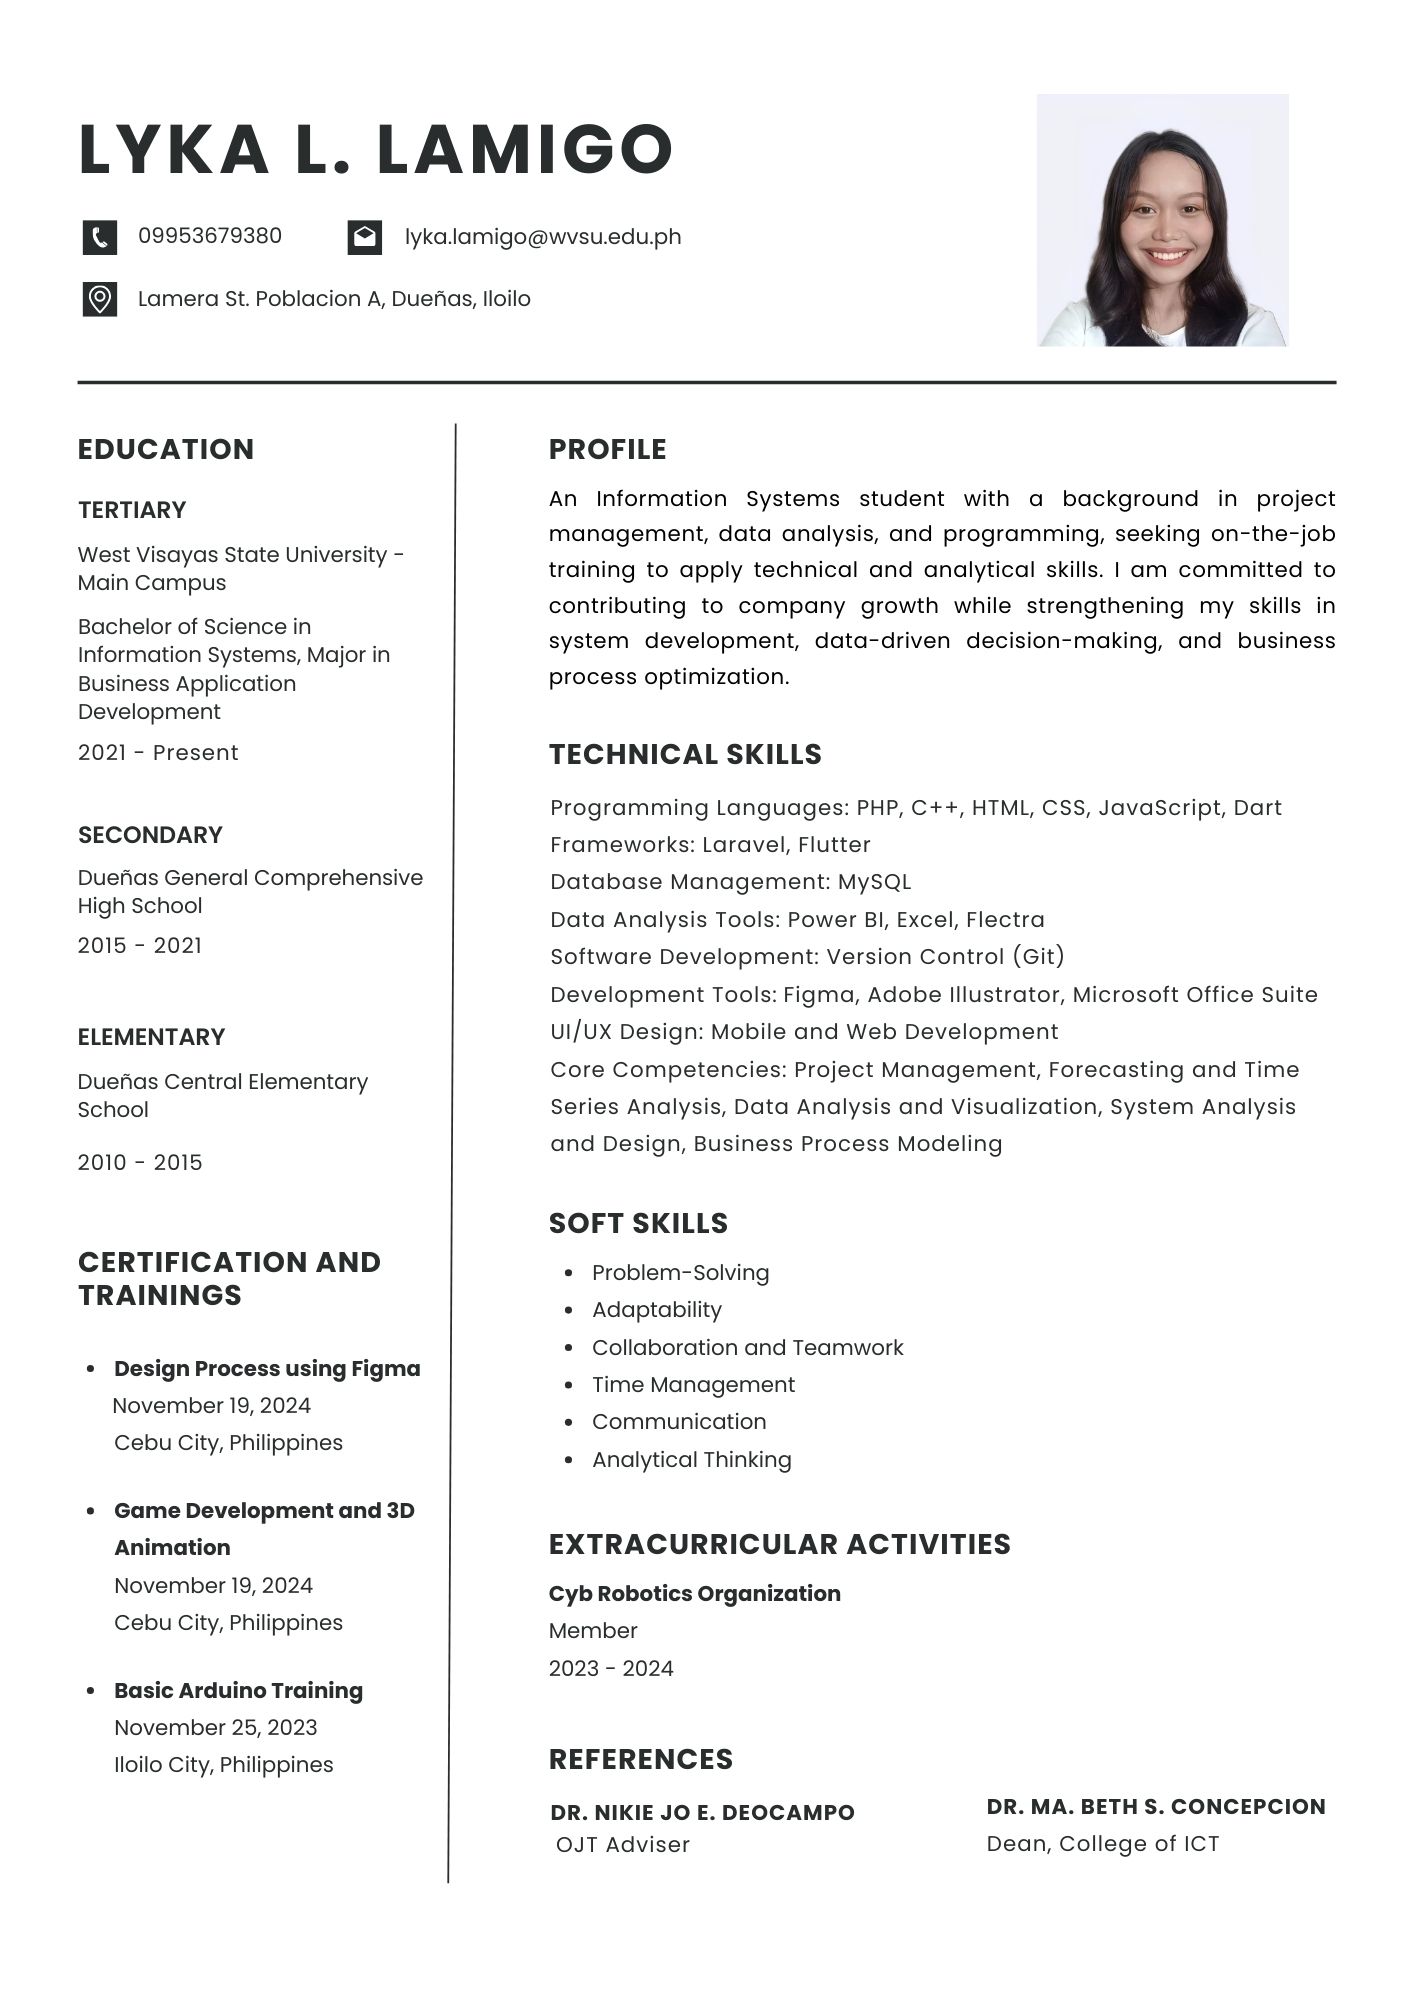 LYKA L. LAMIGO
09953679380
lyka.lamigo@wvsu.edu.ph
Lamera St. Poblacion A, Dueñas, Iloilo
EDUCATION
TERTIARY
West Visayas State University -
Main Campus
Bachelor of Science in
Information Systems, Major in
Business Application
Development
2021 - Present
SECONDARY
Dueñas General Comprehensive
High School
2015 - 2021
ELEMENTARY
Dueñas Central Elementary
School
2010 - 2015
CERTIFICATION AND
TRAININGS
• Design Process using Figma
November 19, 2024
Cebu City, Philippines
• Game Development and 3D
Animation
November 19, 2024
Cebu City, Philippines
• Basic Arduino Training
November 25, 2023
Iloilo City, Philippines
PROFILE
An Information Systems student with a background in project
management, data analysis, and programming, seeking on-the-job
training to apply technical and analytical skills. I am committed to
contributing to company growth while strengthening my skills in
system development, data-driven decision-making, and business
process optimization.
TECHNICAL SKILLS
Programming Languages: PHP, C++, HTML, CSS, JavaScript, Dart
Frameworks: Laravel, Flutter
Database Management: MySQL
Data Analysis Tools: Power BI, Excel, Flectra
Software Development: Version Control (Git)
Development Tools: Figma, Adobe Illustrator, Microsoft Office Suite
UI/UX Design: Mobile and Web Development
Core Competencies: Project Management, Forecasting and Time
Series Analysis, Data Analysis and Visualization, System Analysis
and Design, Business Process Modeling
SOFT SKILLS
• Problem-Solving
• Adaptability
• Collaboration and Teamwork
• Time Management
• Communication
• Analytical Thinking
EXTRACURRICULAR ACTIVITIES
Cyb Robotics Organization
Member
2023 - 2024
REFERENCES
DR. NIKIE JO E. DEOCAMPO
OJT Adviser
DR. MA. BETH S. CONCEPCION
Dean, College of ICT